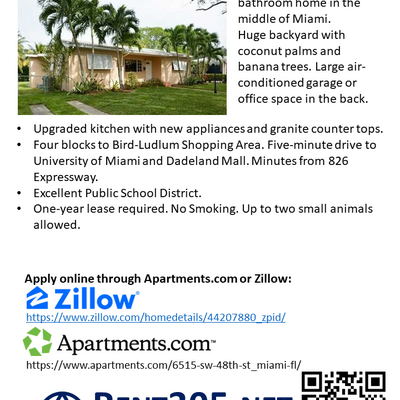 bathroom home in the
middle of Miami.
Huge backyard with
coconut palms and
banana trees. Large air-
conditioned garage or
office space in the back.
• Upgraded kitchen with new appliances and granite counter tops.
• Four blocks to Bird-Ludlum Shopping Area. Five-minute drive to
University of Miami and Dadeland Mall. Minutes from 826
Expressway.
• Excellent Public School District.
• One-year lease required. No Smoking. Up to two small animals
allowed.
Apply online through Apartments.com or Zillow:
Zillow®
https://www.zillow.com/homedetails/44207880_zpid/
Apartments.com™
https://www.apartments.com/6515-sw-48th-st_miami-fl/
RENT305.NET